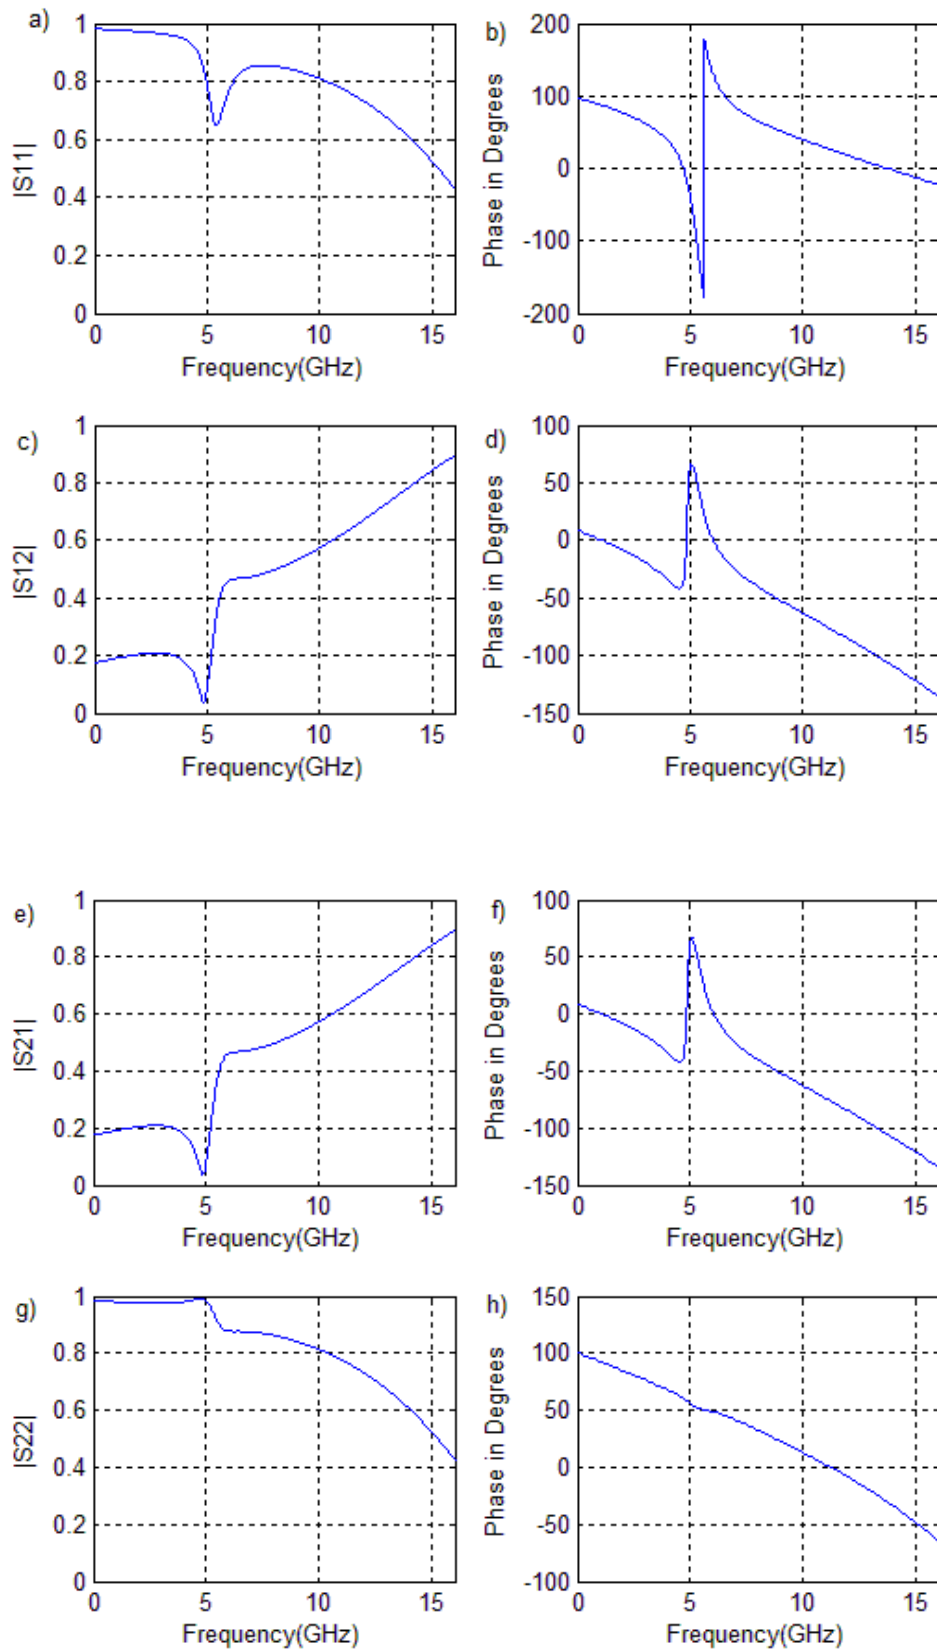 a)
1
0.8
0.6
0.4
0.2
0
|S11|
0 5 10 15
Frequency(GHz)
b)
200
100
0
-100
-200
Phase in Degrees
0 5 10 15
Frequency(GHz)
c)
1
0.8
0.6
0.4
0.2
0
|S12|
0 5 10 15
Frequency(GHz)
d)
100
50
0
-50
-100
-150
Phase in Degrees
0 5 10 15
Frequency(GHz)
e)
1
0.8
0.6
0.4
0.2
0
|S21|
0 5 10 15
Frequency(GHz)
f)
100
50
0
-50
-100
-150
Phase in Degrees
0 5 10 15
Frequency(GHz)
g)
1
0.8
0.6
0.4
0.2
0
|S22|
0 5 10 15
Frequency(GHz)
h)
150
100
50
0
-50
-100
Phase in Degrees
0 5 10 15
Frequency(GHz)